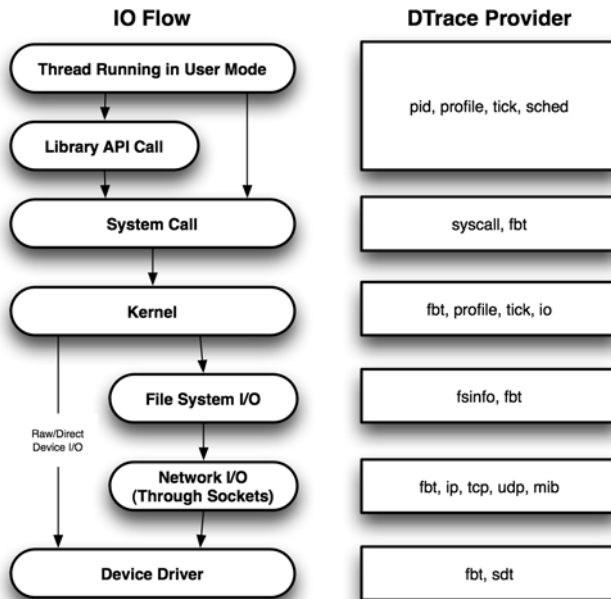 IO Flow
DTrace Provider
Thread Running in User Mode
pid, profile, tick, sched
Library API Call
System Call
syscall, fbt
Kernel
fbt, profile, tick, io
File System I/O
fsinfo, fbt
Raw/Direct
Device I/O
Network I/O
(Through Sockets)
fbt, ip, tcp, udp, mib
Device Driver
fbt, sdt